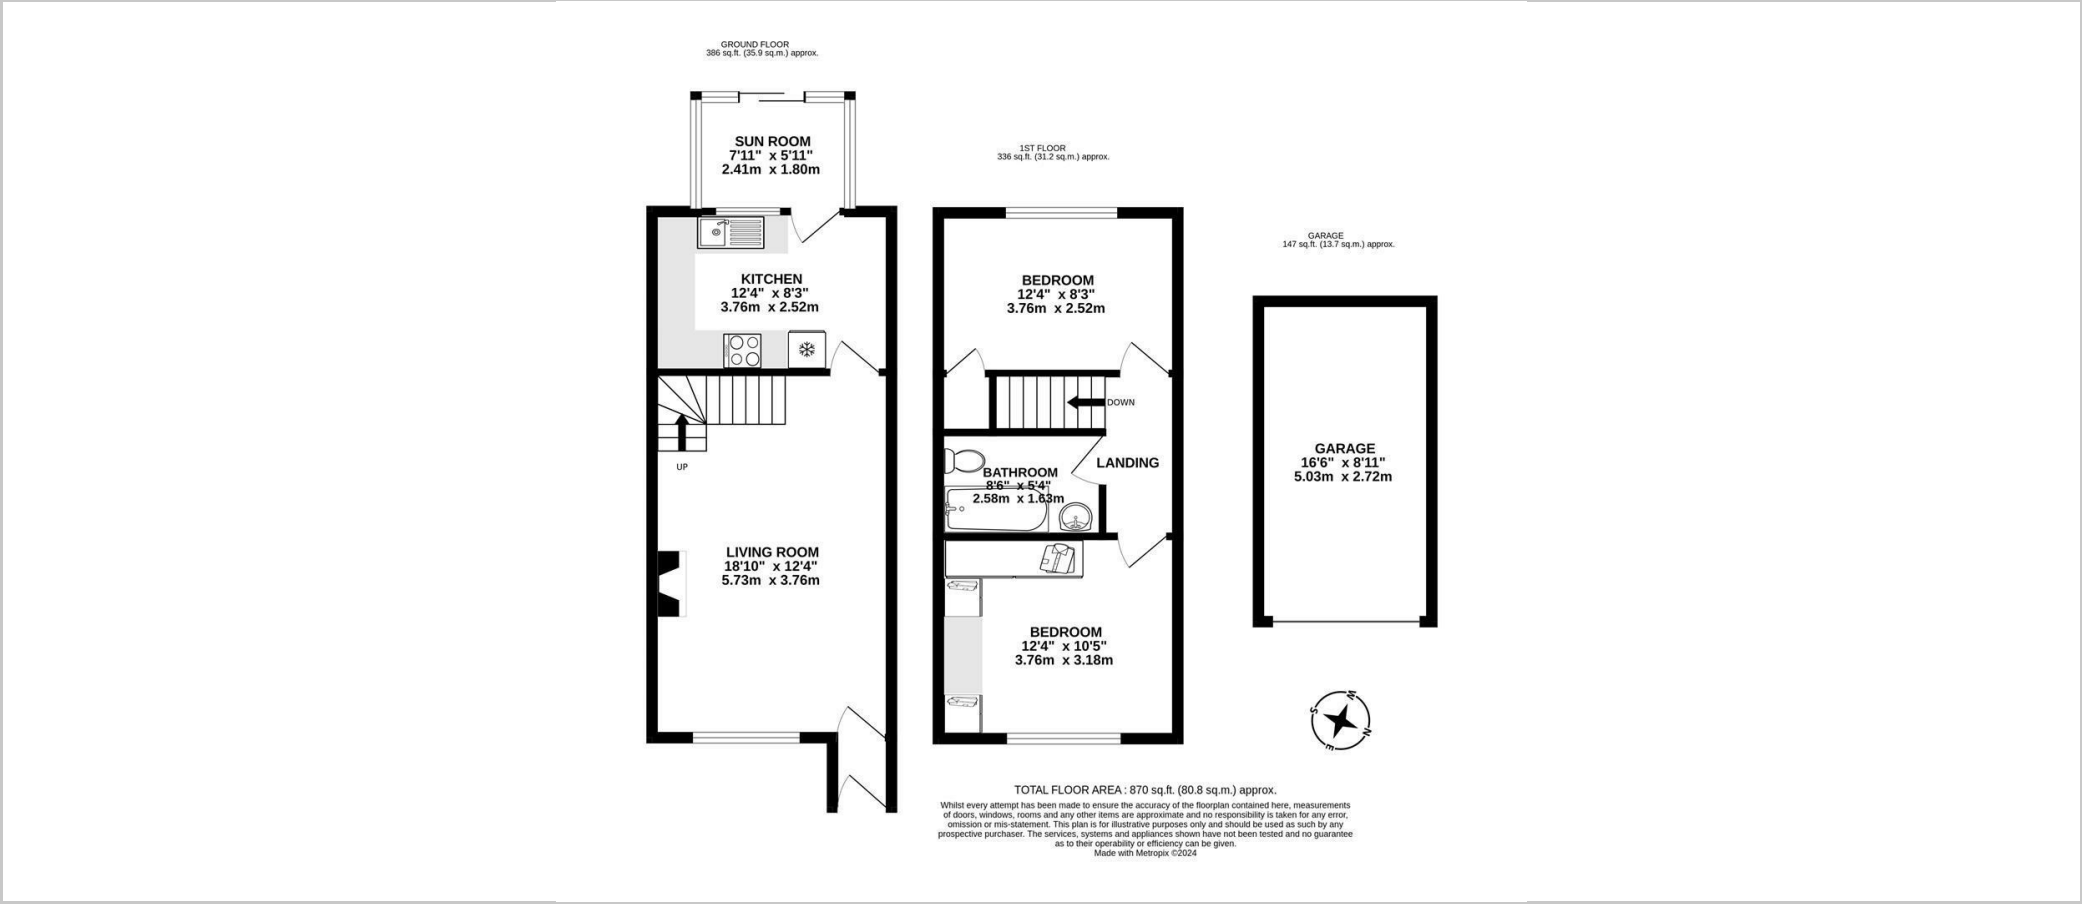 GROUND FLOOR
386 sq.ft. (35.9 sq.m.) approx.
SUN ROOM
7'11" x 5'11"
2.41m x 1.80m
KITCHEN
12'4" x 8'3"
3.76m x 2.52m
UP
LIVING ROOM
18'10" x 12'4"
5.73m x 3.76m
1ST FLOOR
336 sq.ft. (31.2 sq.m.) approx.
BEDROOM
12'4" x 8'3"
3.76m x 2.52m
DOWN
LANDING
BATHROOM
8'6" x 5'4"
2.58m x 1.63m
BEDROOM
12'4" x 10'5"
3.76m x 3.18m
GARAGE
147 sq.ft. (13.7 sq.m.) approx.
GARAGE
16'6" x 8'11"
5.03m x 2.72m
W
S
N
E
TOTAL FLOOR AREA : 870 sq.ft. (80.8 sq.m.) approx.
Whilst every attempt has been made to ensure the accuracy of the floorplan contained here, measurements
of doors, windows, rooms and any other items are approximate and no responsibility is taken for any error,
omission or mis-statement. This plan is for illustrative purposes only and should be used as such by any
prospective purchaser. The services, systems and appliances shown have not been tested and no guarantee
as to their operability or efficiency can be given.
Made with Metropix ©2024